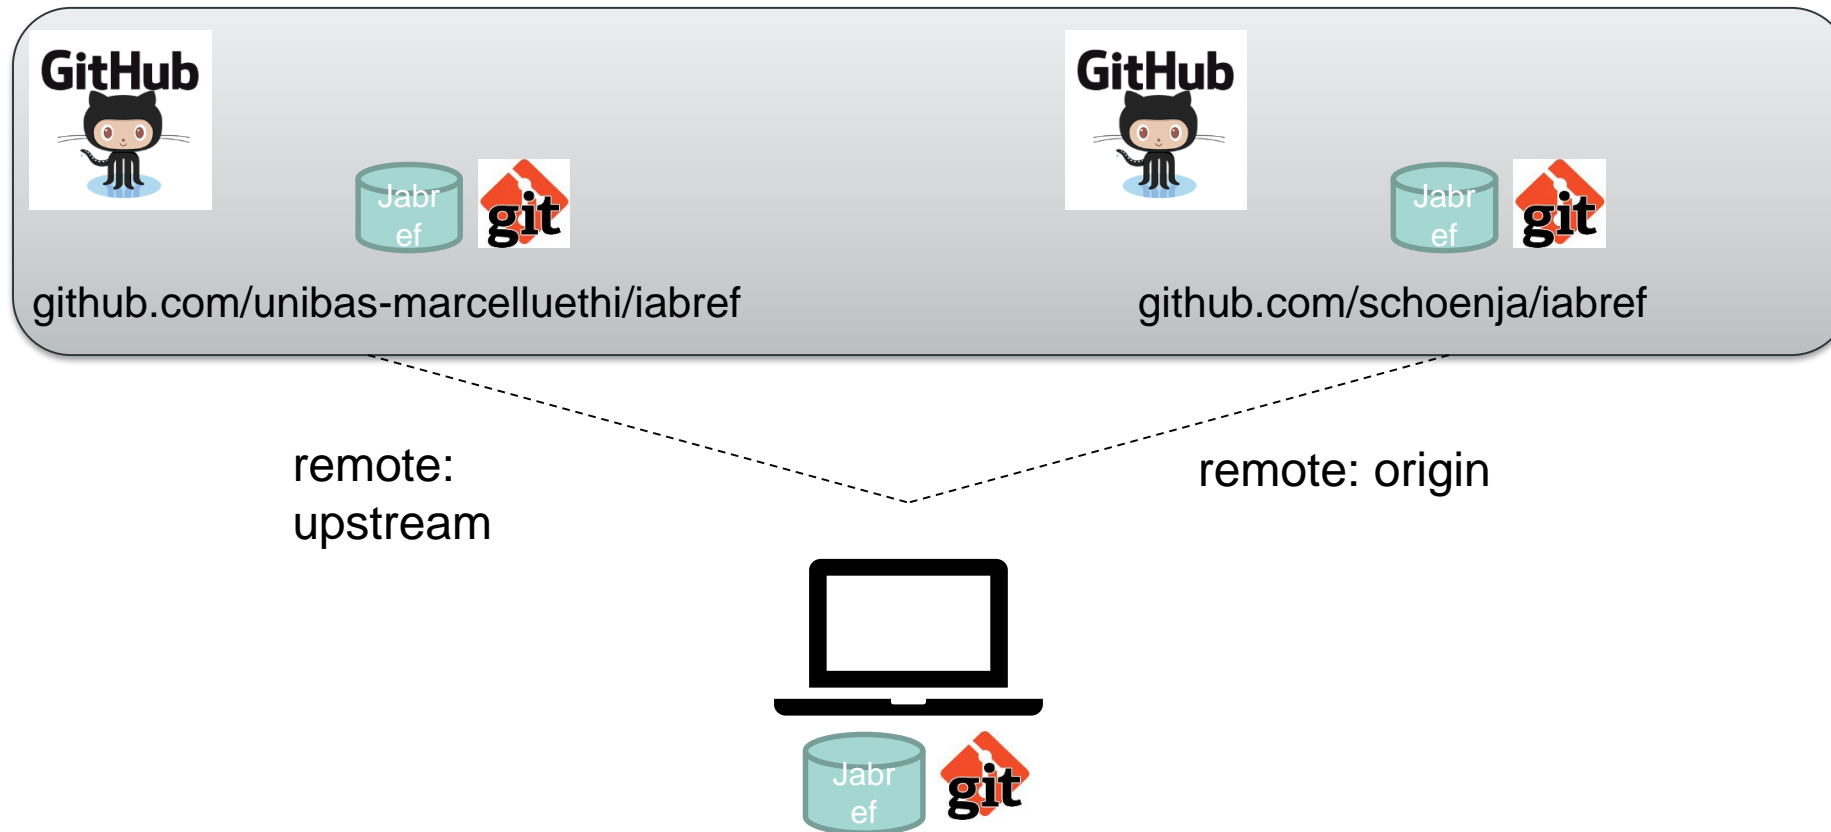 GitHub
GitHub
Jabr
ef
git
Jabr
ef
git
github.com/unibas-marcelluethi/iabref
github.com/schoenja/iabref
remote:
upstream
remote: origin
Jabr
ef
git